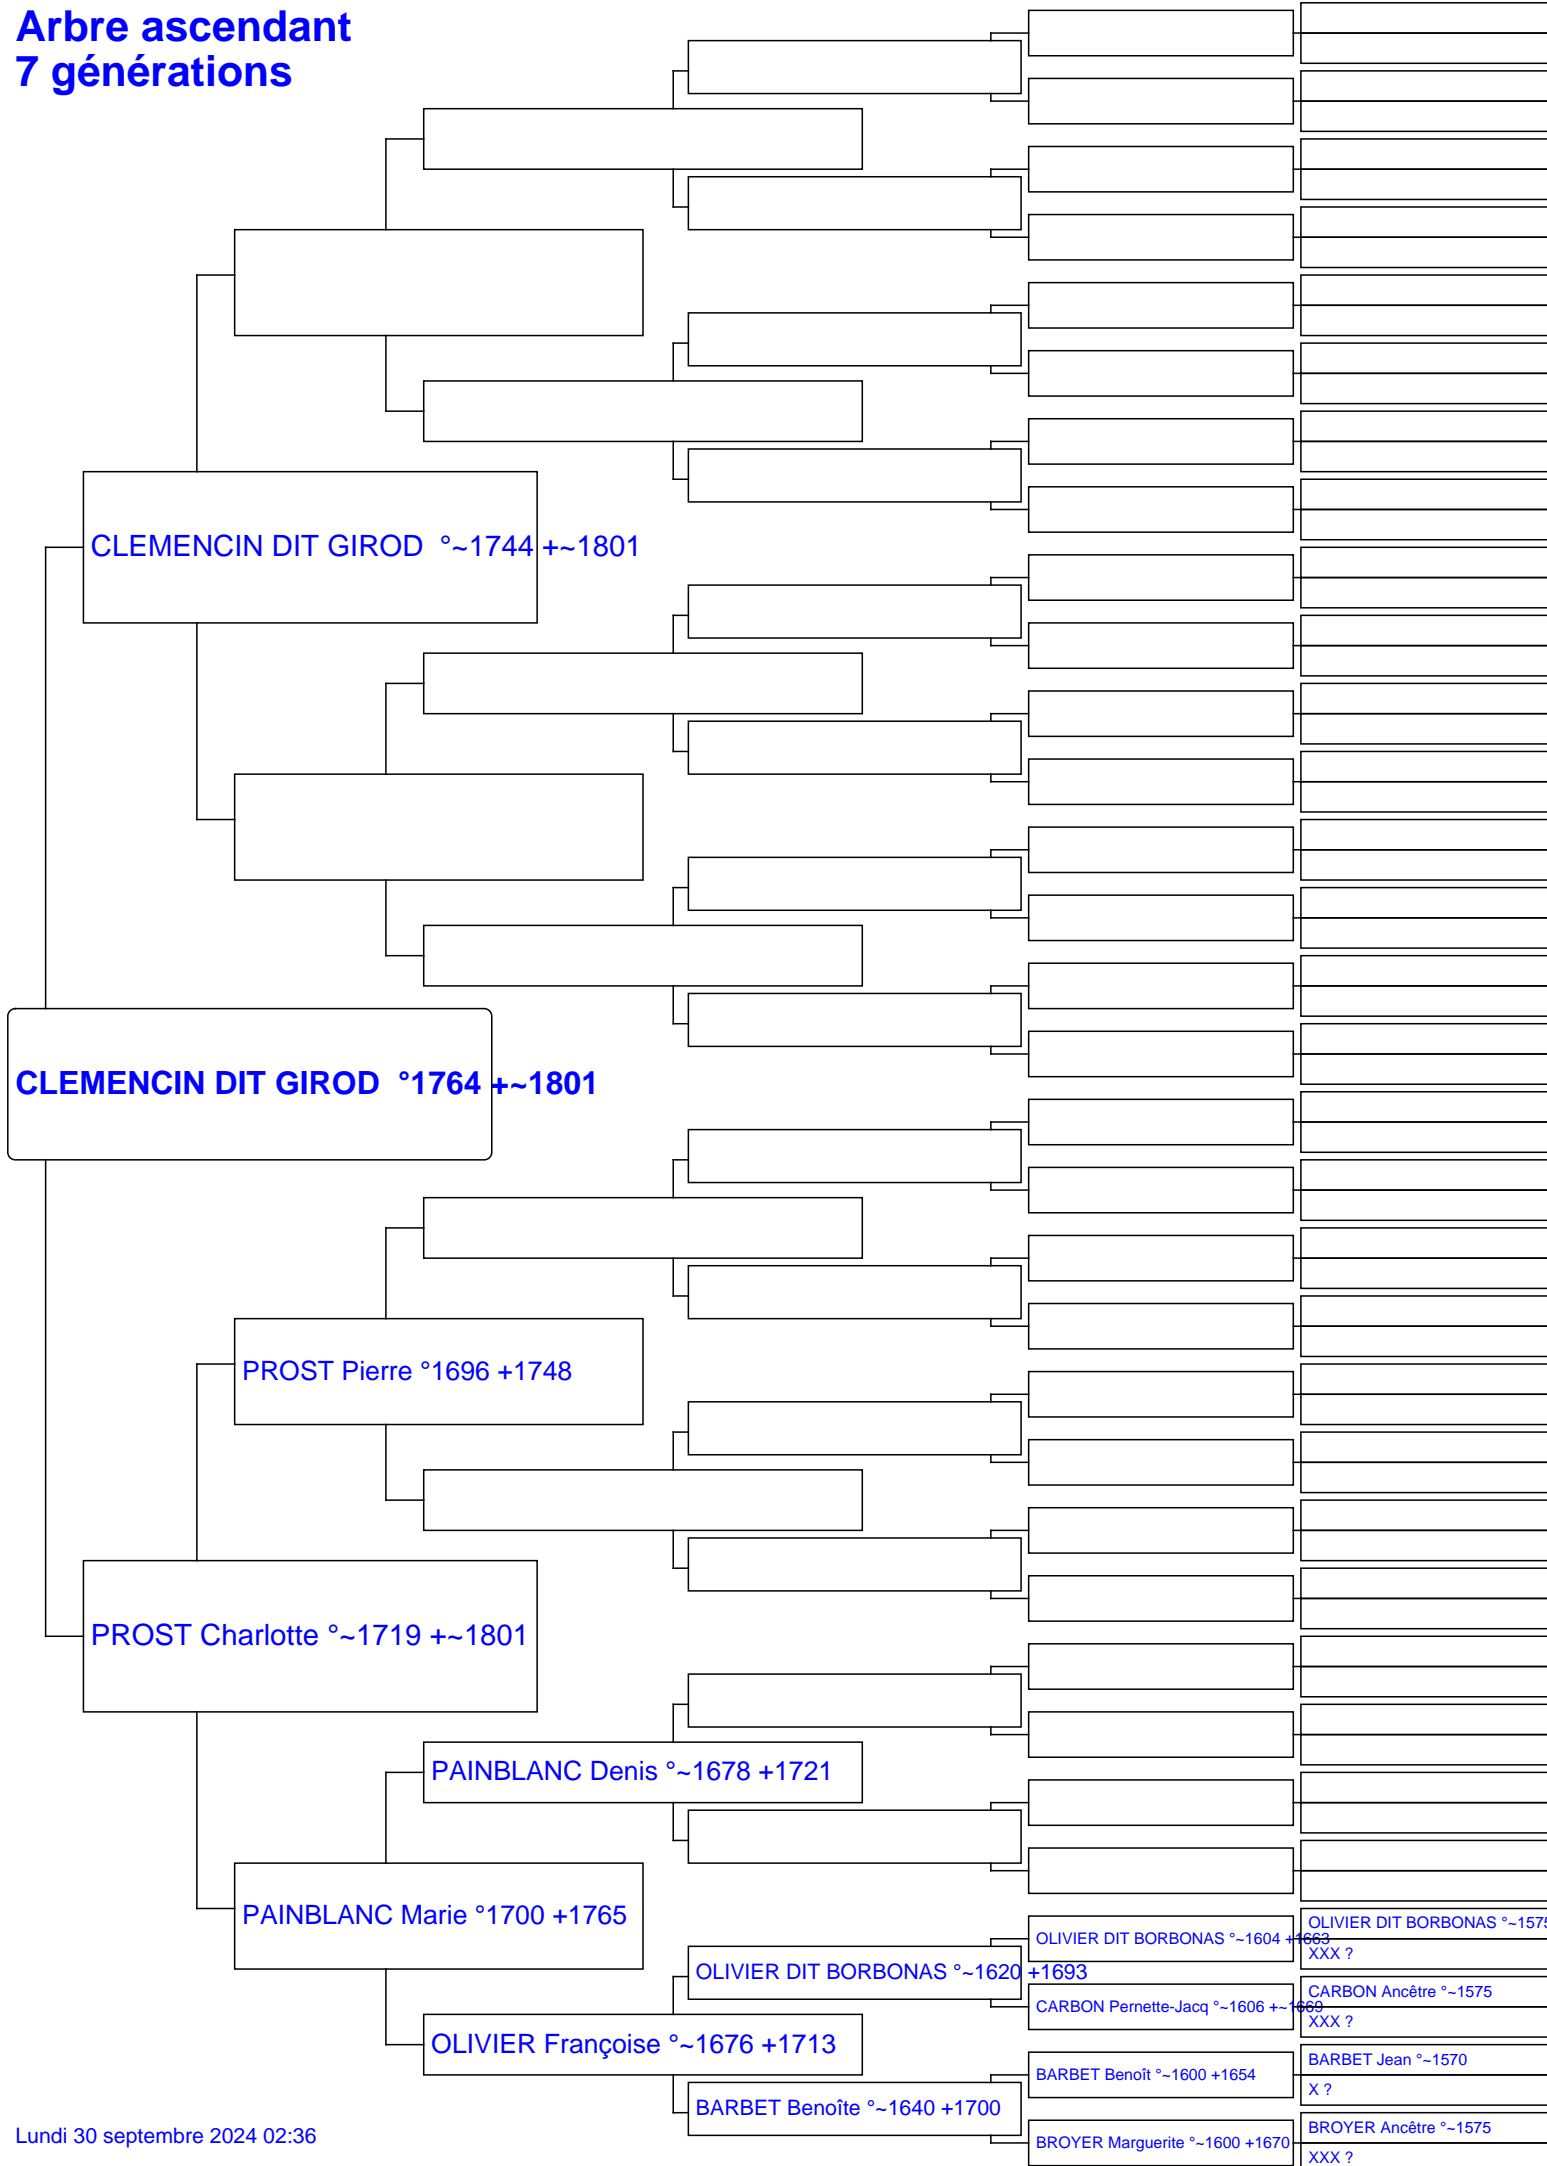 Arbre ascendant
7 générations
CLEMENCIN DIT GIROD  °~1744 +~1801
CLEMENCIN DIT GIROD  °1764 +~1801
PROST Pierre °1696 +1748
PROST Charlotte °~1719 +~1801
PAINBLANC Denis °~1678 +1721
PAINBLANC Marie °1700 +1765
OLIVIER DIT BORBONAS °~1575
OLIVIER DIT BORBONAS °~1604 +1663
XXX ?
OLIVIER DIT BORBONAS °~1620 +1693
CARBON Ancêtre °~1575
CARBON Pernette-Jacq °~1606 +~1669
XXX ?
OLIVIER Françoise °~1676 +1713
BARBET Jean °~1570
BARBET Benoît °~1600 +1654
X ?
BARBET Benoîte °~1640 +1700
BROYER Ancêtre °~1575
BROYER Marguerite °~1600 +1670
XXX ?
Lundi 30 septembre 2024 02:36